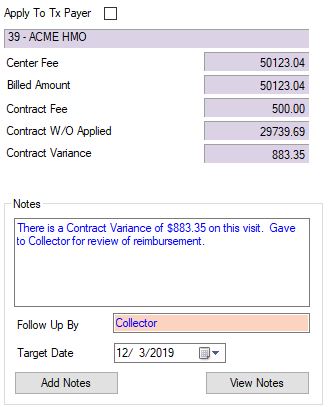 Apply To Tx Payer
39 - ACME HMO
Center Fee 50123.04
Billed Amount 50123.04
Contract Fee 500.00
Contract W/O Applied 29739.69
Contract Variance 883.35
Notes
There is a Contract Variance of $883.35 on this visit.  Gave
to Collector for review of reimbursement.
Follow Up By Collector
Target Date 12/ 3/2019
Add Notes View Notes